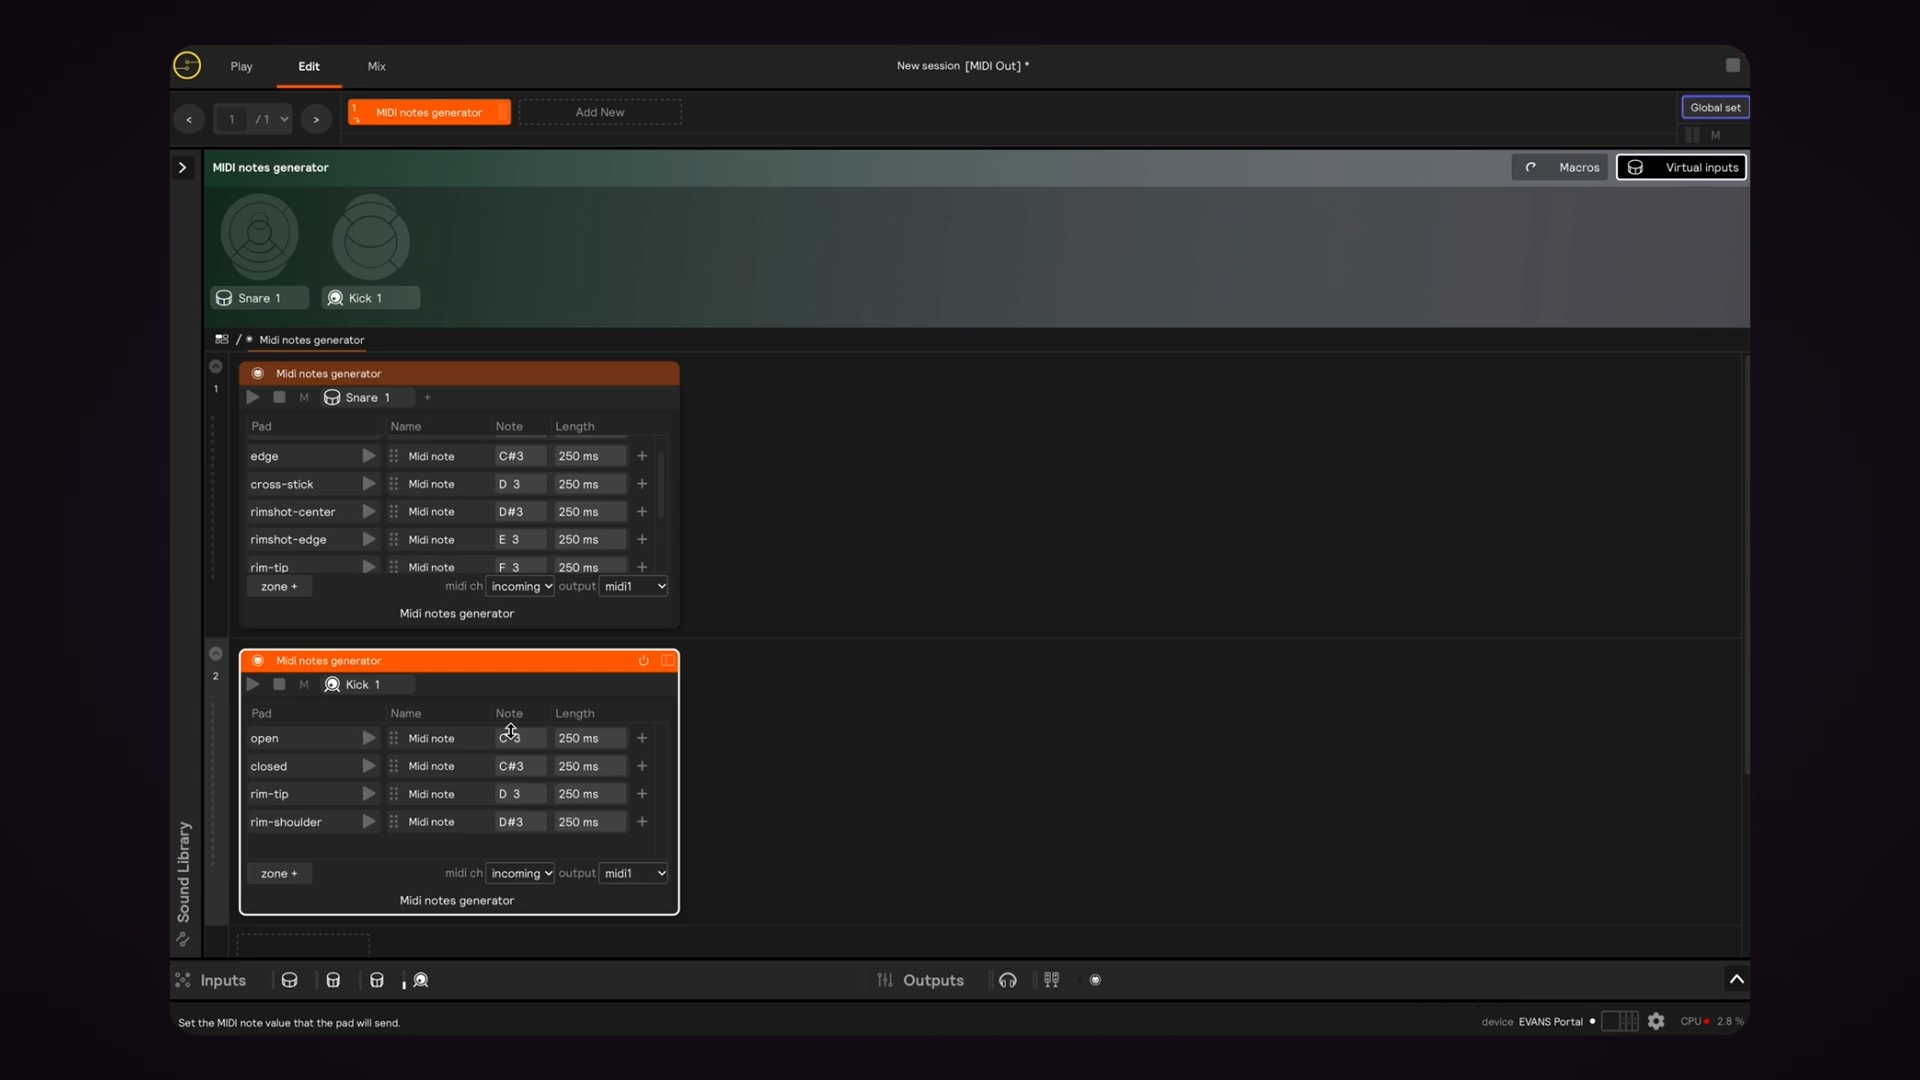 Play Edit Mix New session [MIDI Out] *
< 1 / 1 > 1 MIDI notes generator Add New Global set
M
MIDI notes generator Macros Virtual inputs
Snare 1 Kick 1
/ Midi notes generator
Midi notes generator
1 M Snare 1 +
Pad Name Note Length
edge Midi note C#3 250 ms +
cross-stick Midi note D 3 250 ms +
rimshot-center Midi note D#3 250 ms +
rimshot-edge Midi note E 3 250 ms +
rim-tip Midi note F 3 250 ms +
zone + midi ch incoming output midi1
Midi notes generator
Midi notes generator
2 M Kick 1
Pad Name Note Length
open Midi note C 3 250 ms +
closed Midi note C#3 250 ms +
rim-tip Midi note D 3 250 ms +
rim-shoulder Midi note D#3 250 ms +
zone + midi ch incoming output midi1
Midi notes generator
Sound Library
Inputs Outputs
Set the MIDI note value that the pad will send. device EVANS Portal CPU 2.8 %